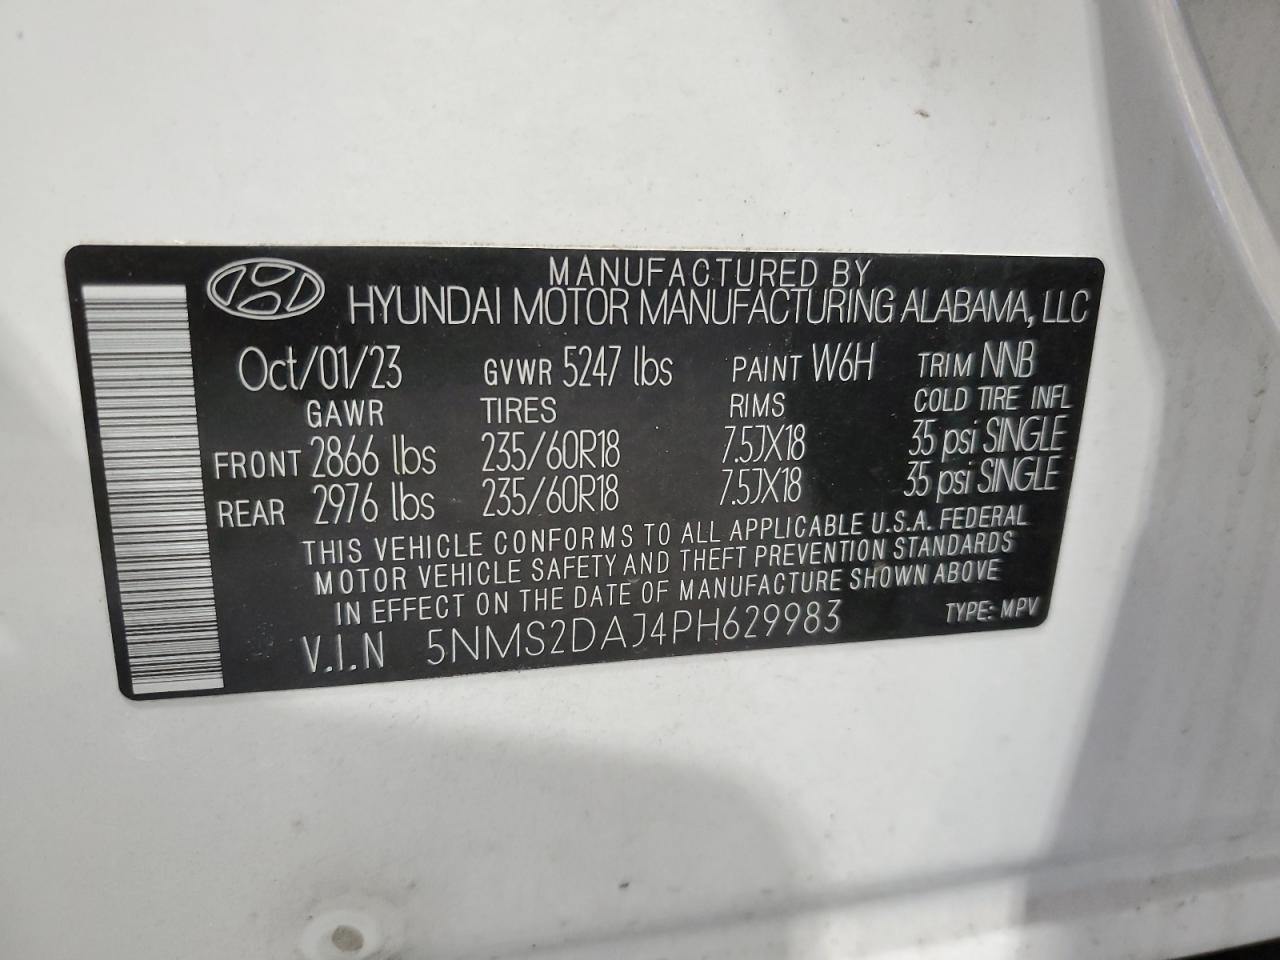 MANUFACTURED BY
HYUNDAI MOTOR MANUFACTURING ALABAMA, LLC
Oct/01/23 GVWR 5247 lbs PAINT W6H TRIM NNB
GAWR TIRES RIMS COLD TIRE INFL
FRONT 2866 lbs 235/60R18 7.5JX18 35 psi SINGLE
REAR 2976 lbs 235/60R18 7.5JX18 35 psi SINGLE
THIS VEHICLE CONFORMS TO ALL APPLICABLE U.S.A. FEDERAL
MOTOR VEHICLE SAFETY AND THEFT PREVENTION STANDARDS
IN EFFECT ON THE DATE OF MANUFACTURE SHOWN ABOVE
V.I.N 5NMS2DAJ4PH629983 TYPE: MPV